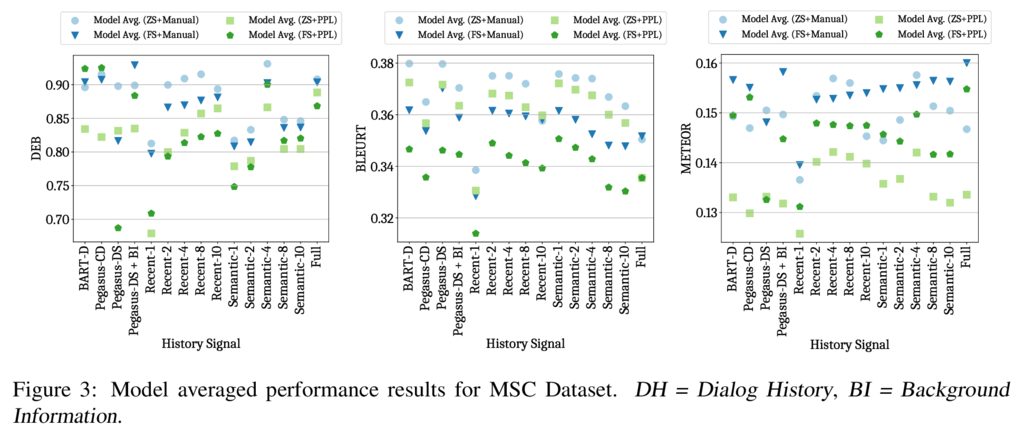 Model Avg. (ZS+Manual) Model Avg. (ZS+PPL)
Model Avg. (FS+Manual) Model Avg. (FS+PPL)
DEB
0.90
0.85
0.80
0.75
0.70
BART-D
Pegasus-CD
Pegasus-DS
Pegasus-DS + BI
Recent-1
Recent-2
Recent-4
Recent-8
Recent-10
Semantic-1
Semantic-2
Semantic-4
Semantic-8
Semantic-10
Full
History Signal
Model Avg. (ZS+Manual) Model Avg. (ZS+PPL)
Model Avg. (FS+Manual) Model Avg. (FS+PPL)
BLEURT
0.38
0.36
0.34
0.32
BART-D
Pegasus-CD
Pegasus-DS
Pegasus-DS + BI
Recent-1
Recent-2
Recent-4
Recent-8
Recent-10
Semantic-1
Semantic-2
Semantic-4
Semantic-8
Semantic-10
Full
History Signal
Model Avg. (ZS+Manual) Model Avg. (ZS+PPL)
Model Avg. (FS+Manual) Model Avg. (FS+PPL)
METEOR
0.16
0.15
0.14
0.13
BART-D
Pegasus-CD
Pegasus-DS
Pegasus-DS + BI
Recent-1
Recent-2
Recent-4
Recent-8
Recent-10
Semantic-1
Semantic-2
Semantic-4
Semantic-8
Semantic-10
Full
History Signal
Figure 3: Model averaged performance results for MSC Dataset. DH = Dialog History, BI = Background
Information.